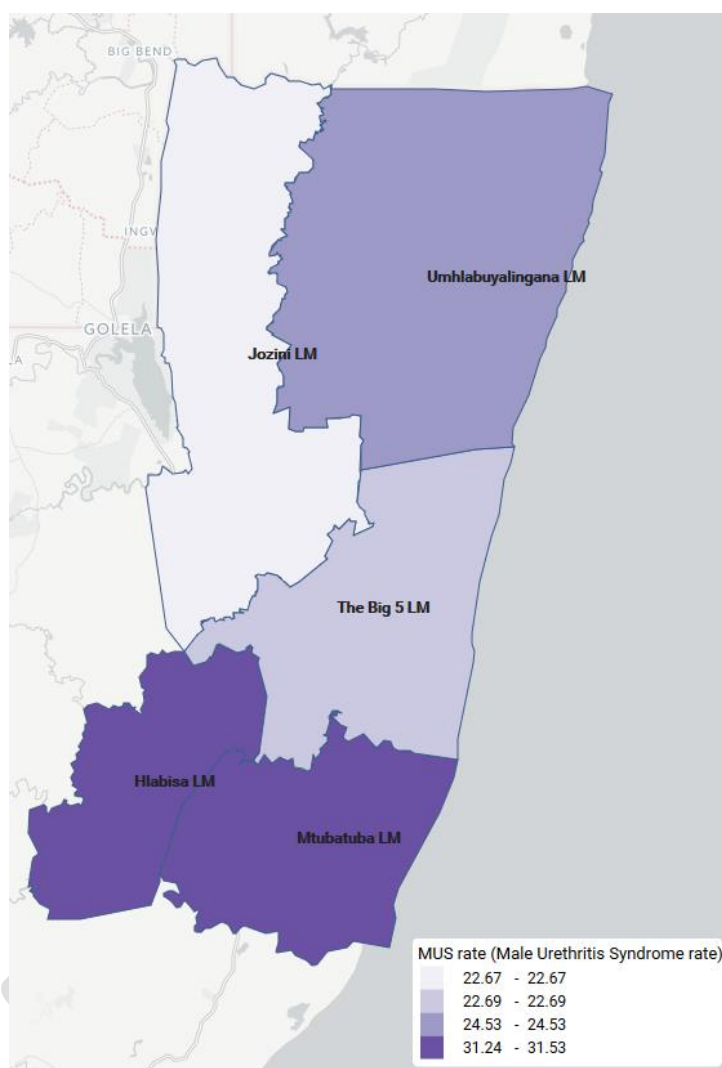 BIG BEND
INGW
GOLELA
LA
Umhlabuyalingana LM
Jozini LM
The Big 5 LM
Hlabisa LM
Mtubatuba LM
MUS rate (Male Urethritis Syndrome rate)
22.67 - 22.67
22.69 - 22.69
24.53 - 24.53
31.24 - 31.53